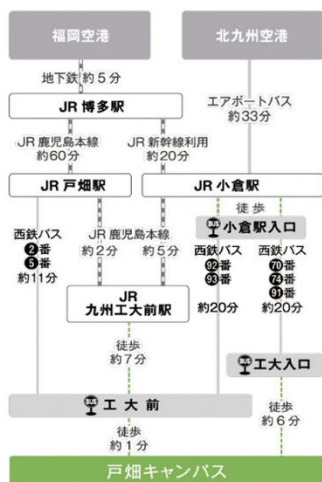 福岡空港
北九州空港
地下鉄 約5分
JR 博多駅
エアポートバス
約33分
JR 鹿児島本線
約60分
JR 新幹線利用
約20分
JR 戸畑駅
JR 小倉駅
徒歩
BUS 小倉駅入口
西鉄バス
2番
5番
約11分
JR 鹿児島本線
約2分
約5分
西鉄バス
92番
93番
約20分
西鉄バス
70番
74番
91番
約20分
JR
九州工大前駅
徒歩
約7分
BUS 工大入口
BUS 工大前
徒歩
約6分
徒歩
約1分
戸畑キャンパス